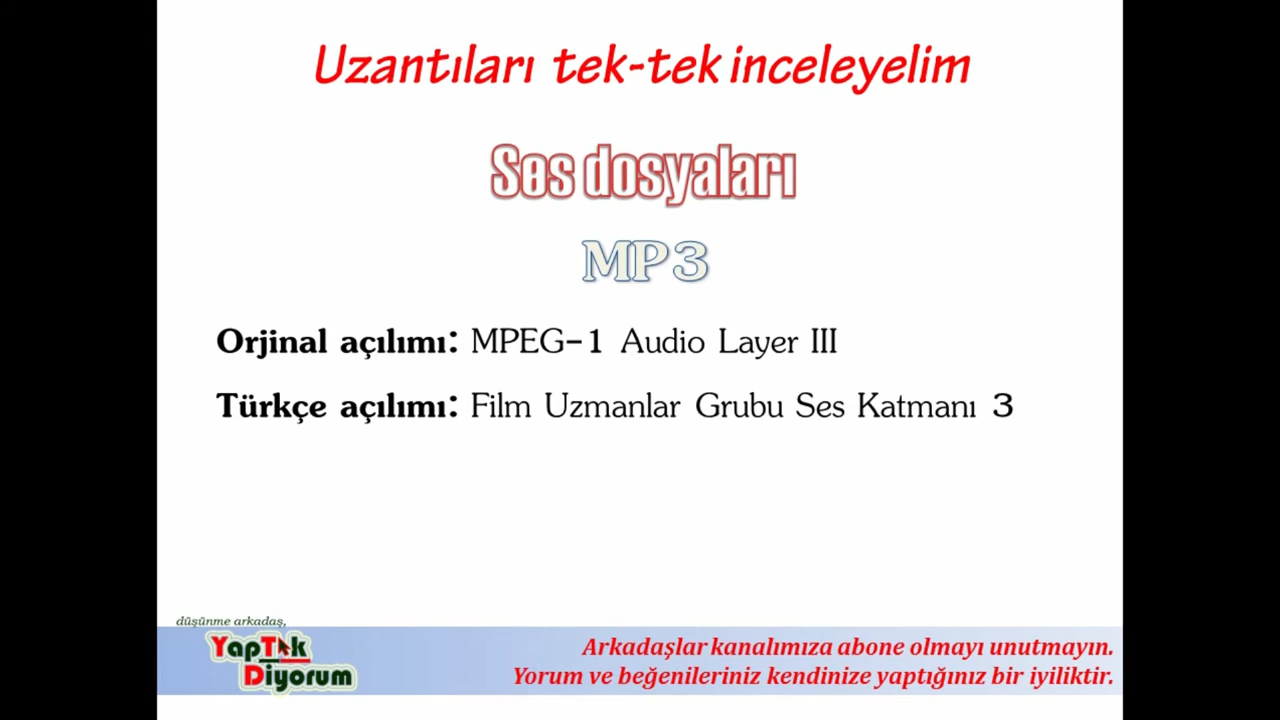 Uzantıları tek-tek inceleyelim
Ses dosyaları
MP3
Orjinal açılımı: MPEG-1 Audio Layer III
Türkçe açılımı: Film Uzmanlar Grubu Ses Katmanı 3
düşünme arkadaş,
YapTek
Diyorum
Arkadaşlar kanalımıza abone olmayı unutmayın.
Yorum ve beğenileriniz kendinize yaptığınız bir iyiliktir.